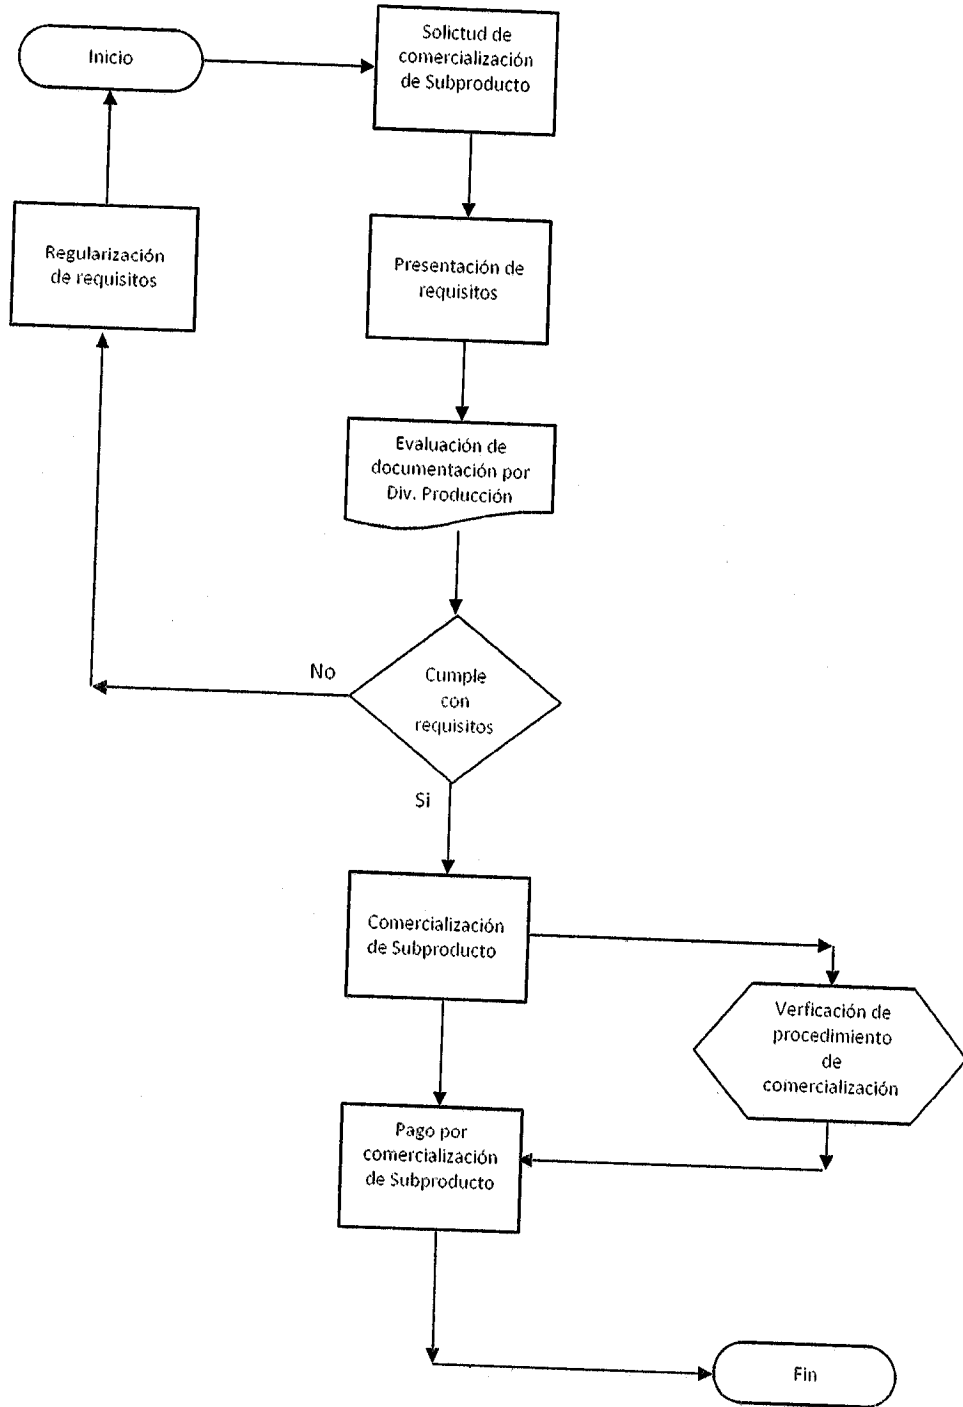 Inicio
Solictud de
comercialización
de Subproducto
Regularización
de requisitos
Presentación de
requisitos
Evaluación de
documentación por
Div. Producción
No
Cumple
con
requisitos
Si
Comercialización
de Subproducto
Verficación de
procedimiento
de
comercialización
Pago por
comercialización
de Subproducto
Fin